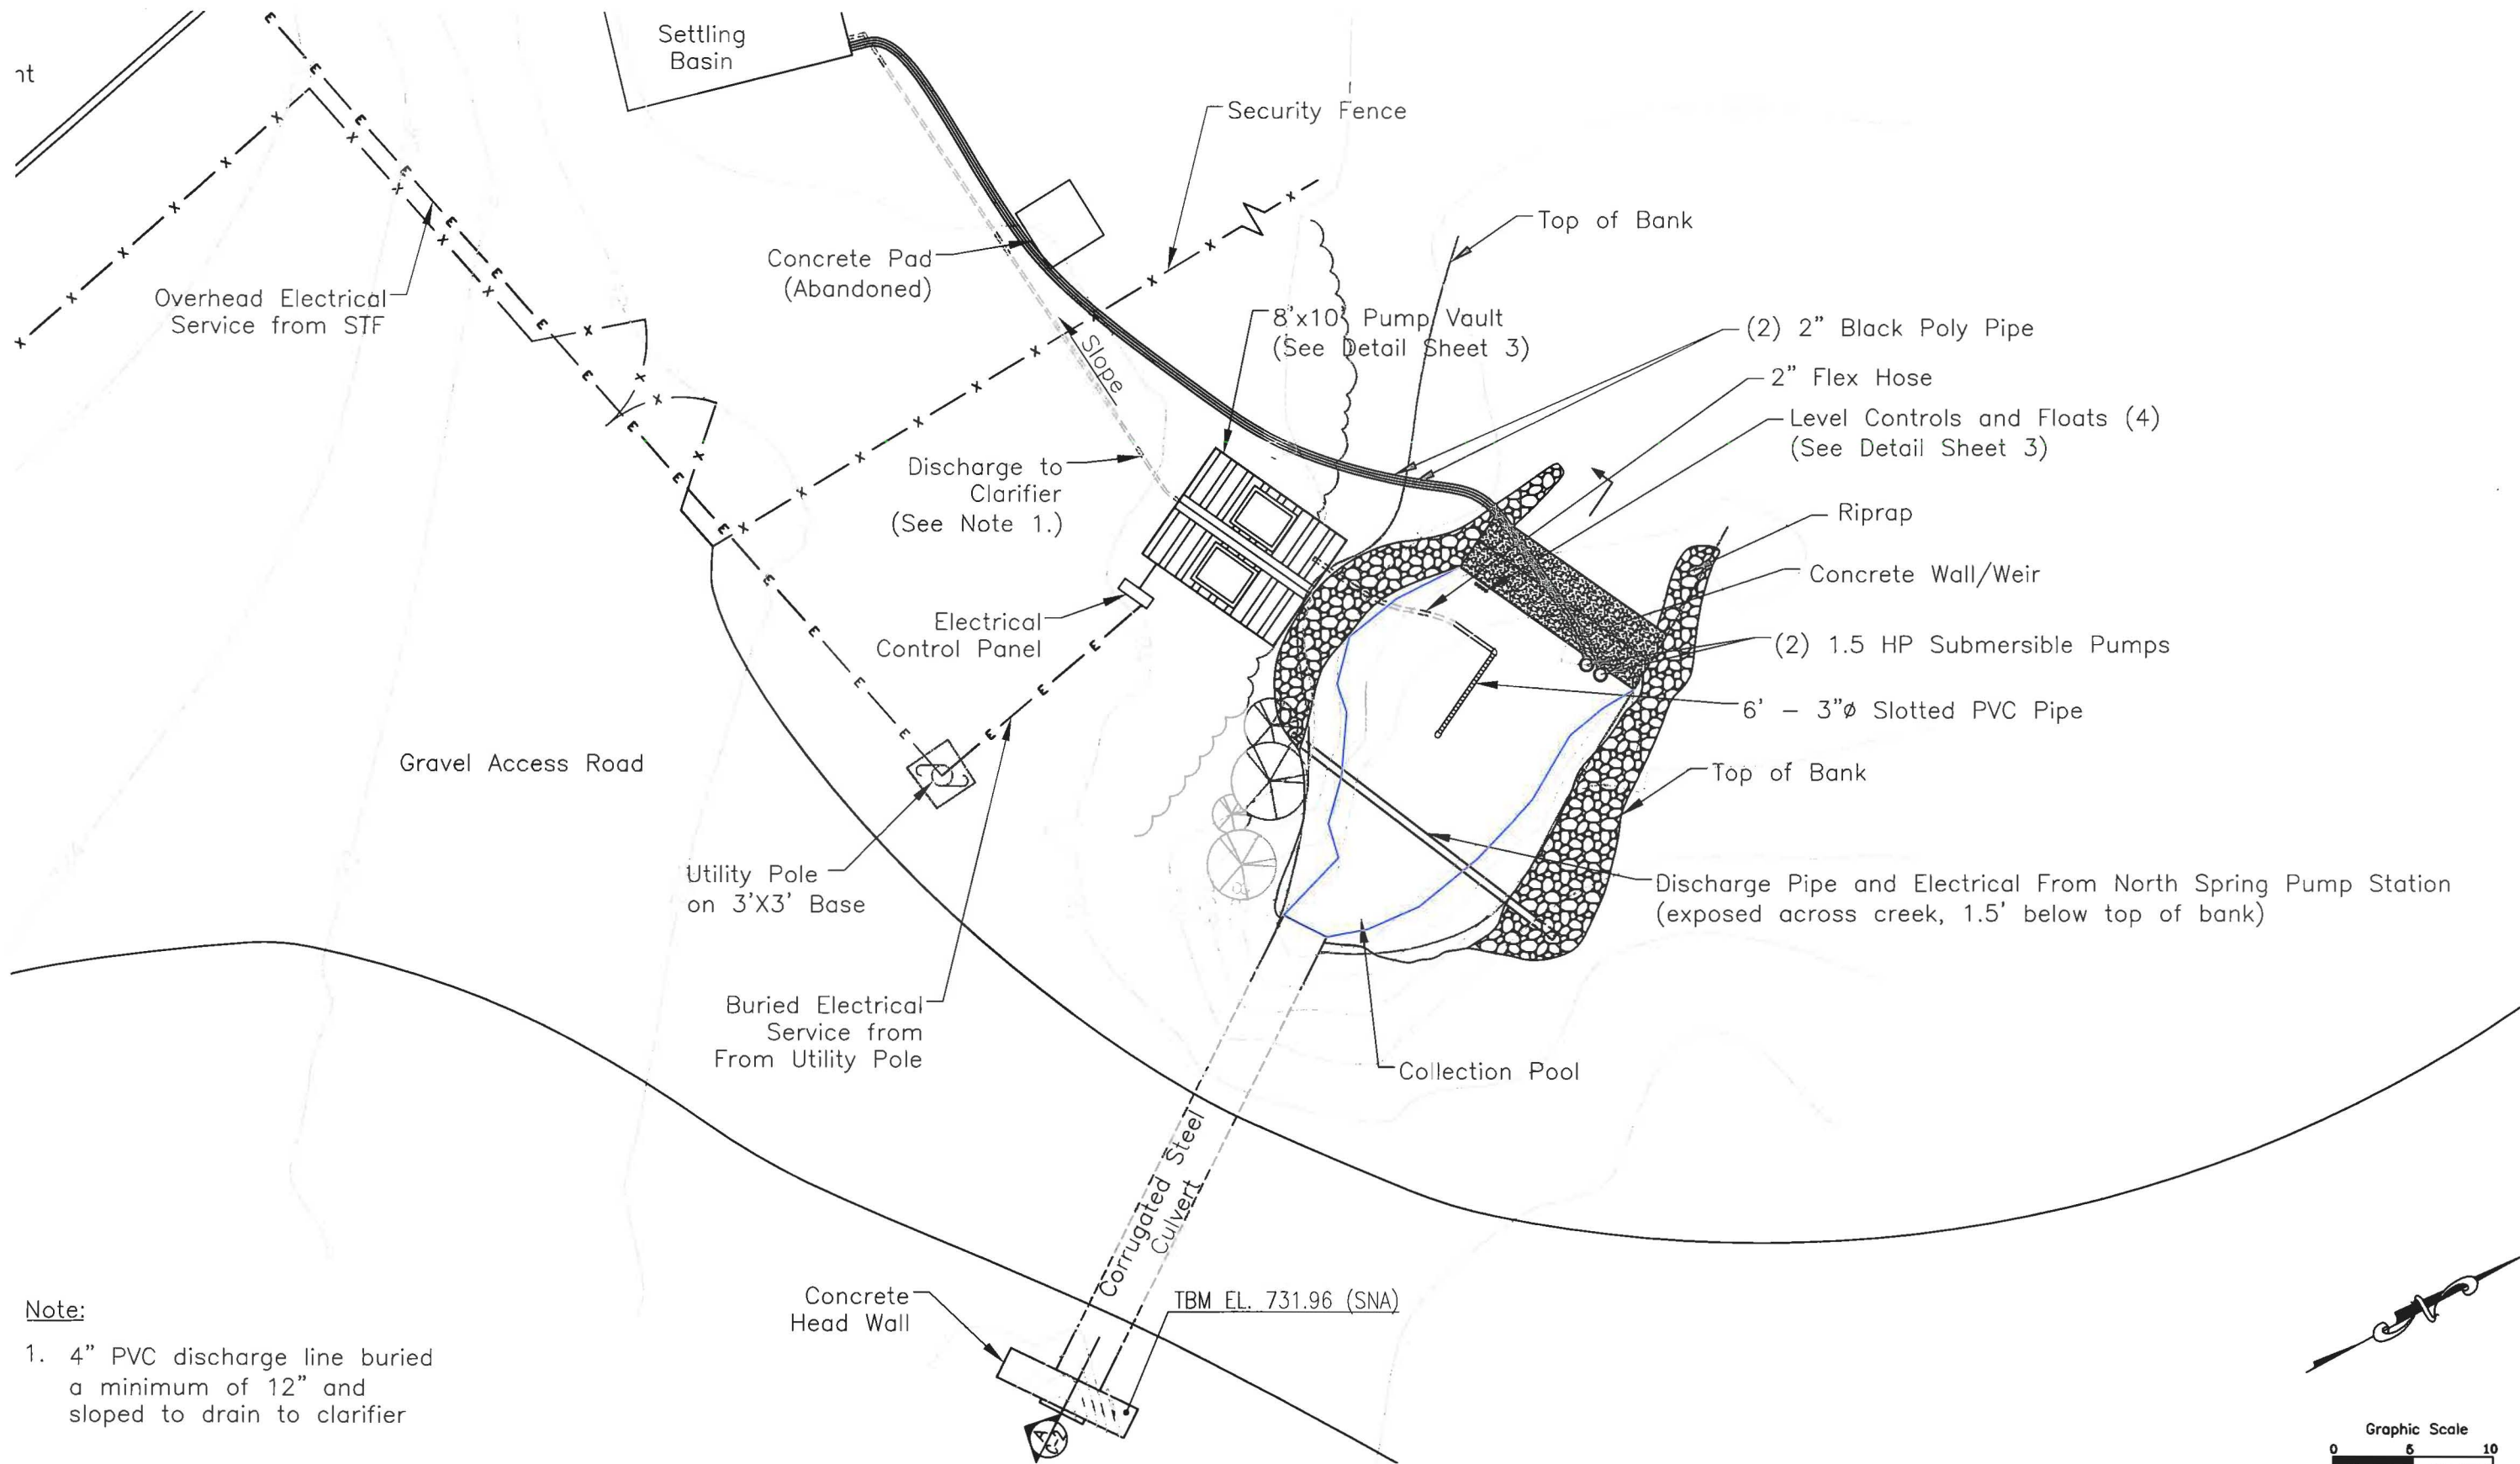 nt
Settling
Basin
Security Fence
Top of Bank
Concrete Pad
(Abandoned)
Overhead Electrical
Service from STF
8'x10' Pump Vault
(See Detail Sheet 3)
(2) 2" Black Poly Pipe
Slope
2" Flex Hose
Level Controls and Floats (4)
(See Detail Sheet 3)
Discharge to
Clarifier
(See Note 1.)
Riprap
Concrete Wall/Weir
Electrical
Control Panel
(2) 1.5 HP Submersible Pumps
6' - 3"ø Slotted PVC Pipe
Gravel Access Road
Top of Bank
Utility Pole
on 3'X3' Base
Discharge Pipe and Electrical From North Spring Pump Station
(exposed across creek, 1.5' below top of bank)
Buried Electrical
Service from
From Utility Pole
Collection Pool
Corrugated Steel
Culvert
Concrete
Head Wall
TBM EL. 731.96 (SNA)
Note:
1. 4" PVC discharge line buried
a minimum of 12" and
sloped to drain to clarifier
A
C-2
N
Graphic Scale
0 5 10